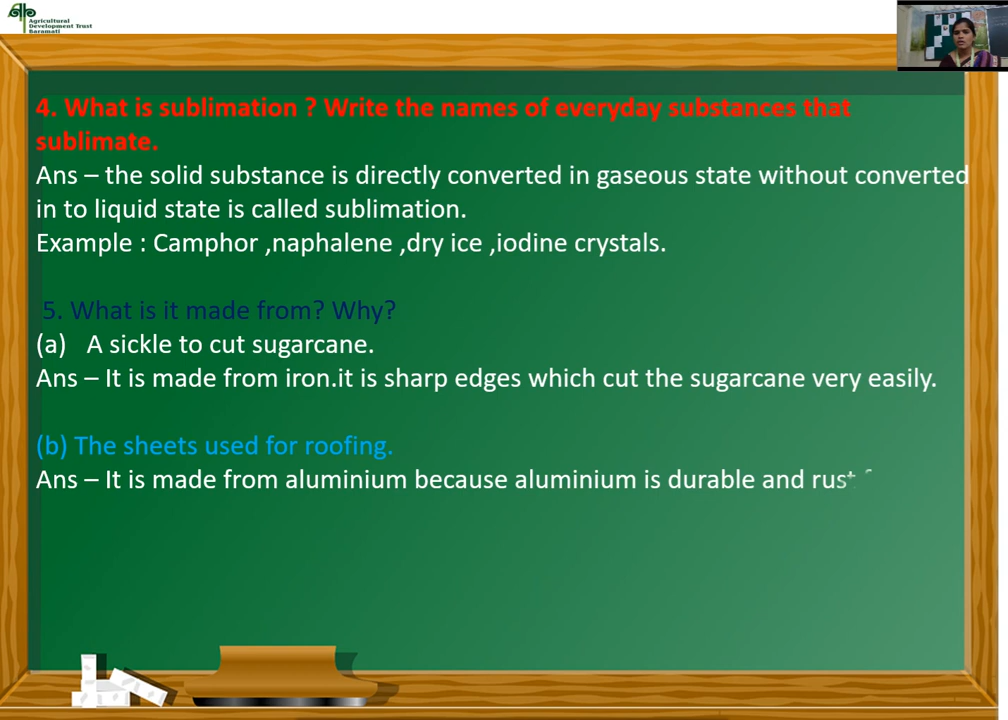 Agricultural
Development Trust
Baramati
4. What is sublimation ? Write the names of everyday substances that
sublimate.
Ans – the solid substance is directly converted in gaseous state without converted
in to liquid state is called sublimation.
Example : Camphor ,naphalene ,dry ice ,iodine crystals.
5. What is it made from? Why?
(a) A sickle to cut sugarcane.
Ans – It is made from iron.it is sharp edges which cut the sugarcane very easily.
(b) The sheets used for roofing.
Ans – It is made from aluminium because aluminium is durable and rust